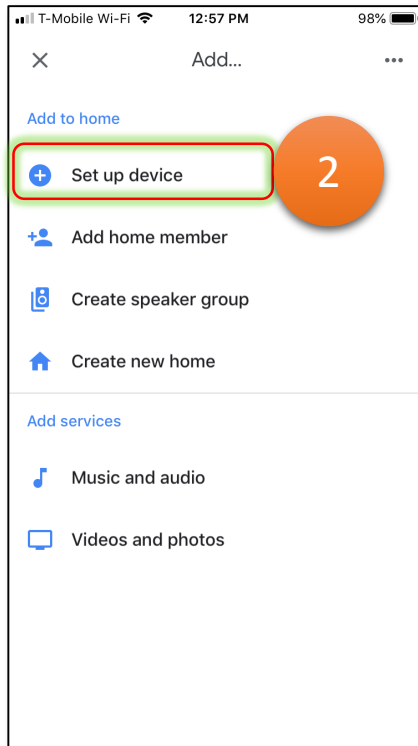 T-Mobile Wi-Fi 12:57 PM 98%
Add...
Add to home
Set up device
2
Add home member
Create speaker group
Create new home
Add services
Music and audio
Videos and photos